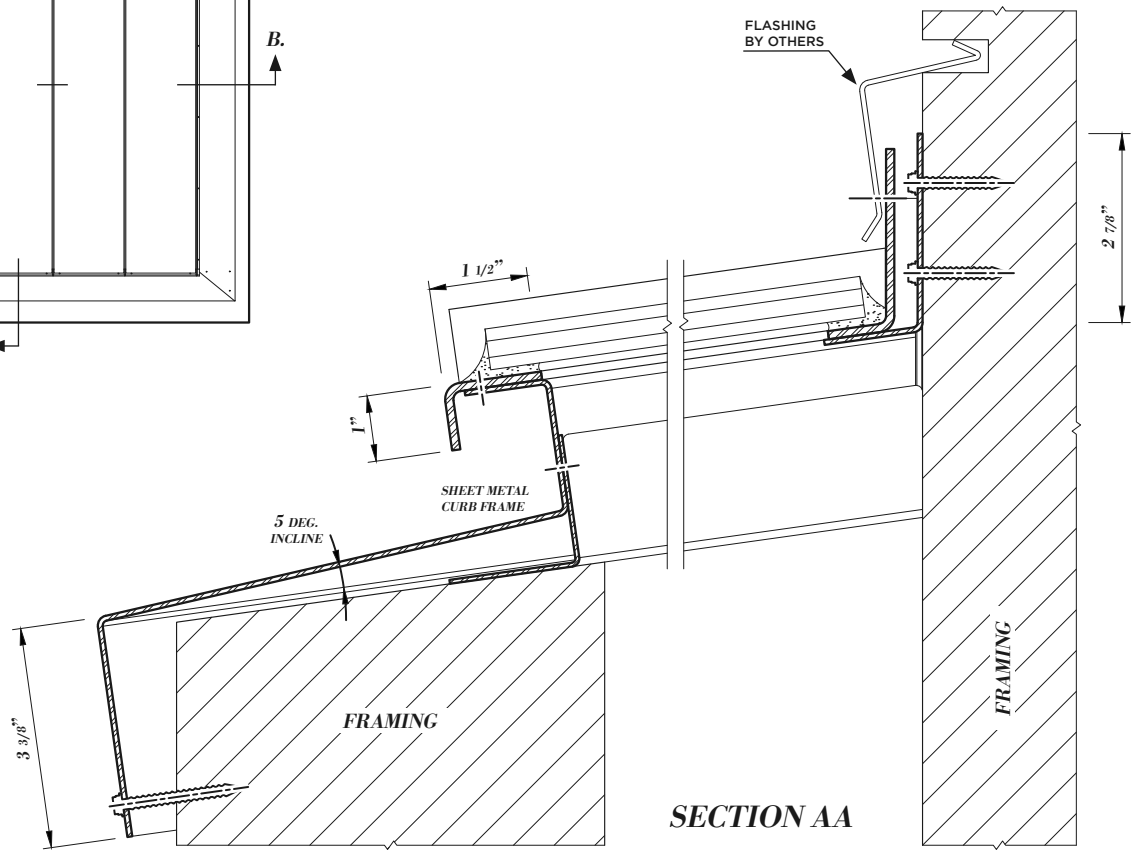 B.
FLASHING
BY OTHERS
2 7/8”
1 1/2”
1”
SHEET METAL
CURB FRAME
5 DEG.
INCLINE
3 3/8”
FRAMING
FRAMING
SECTION AA